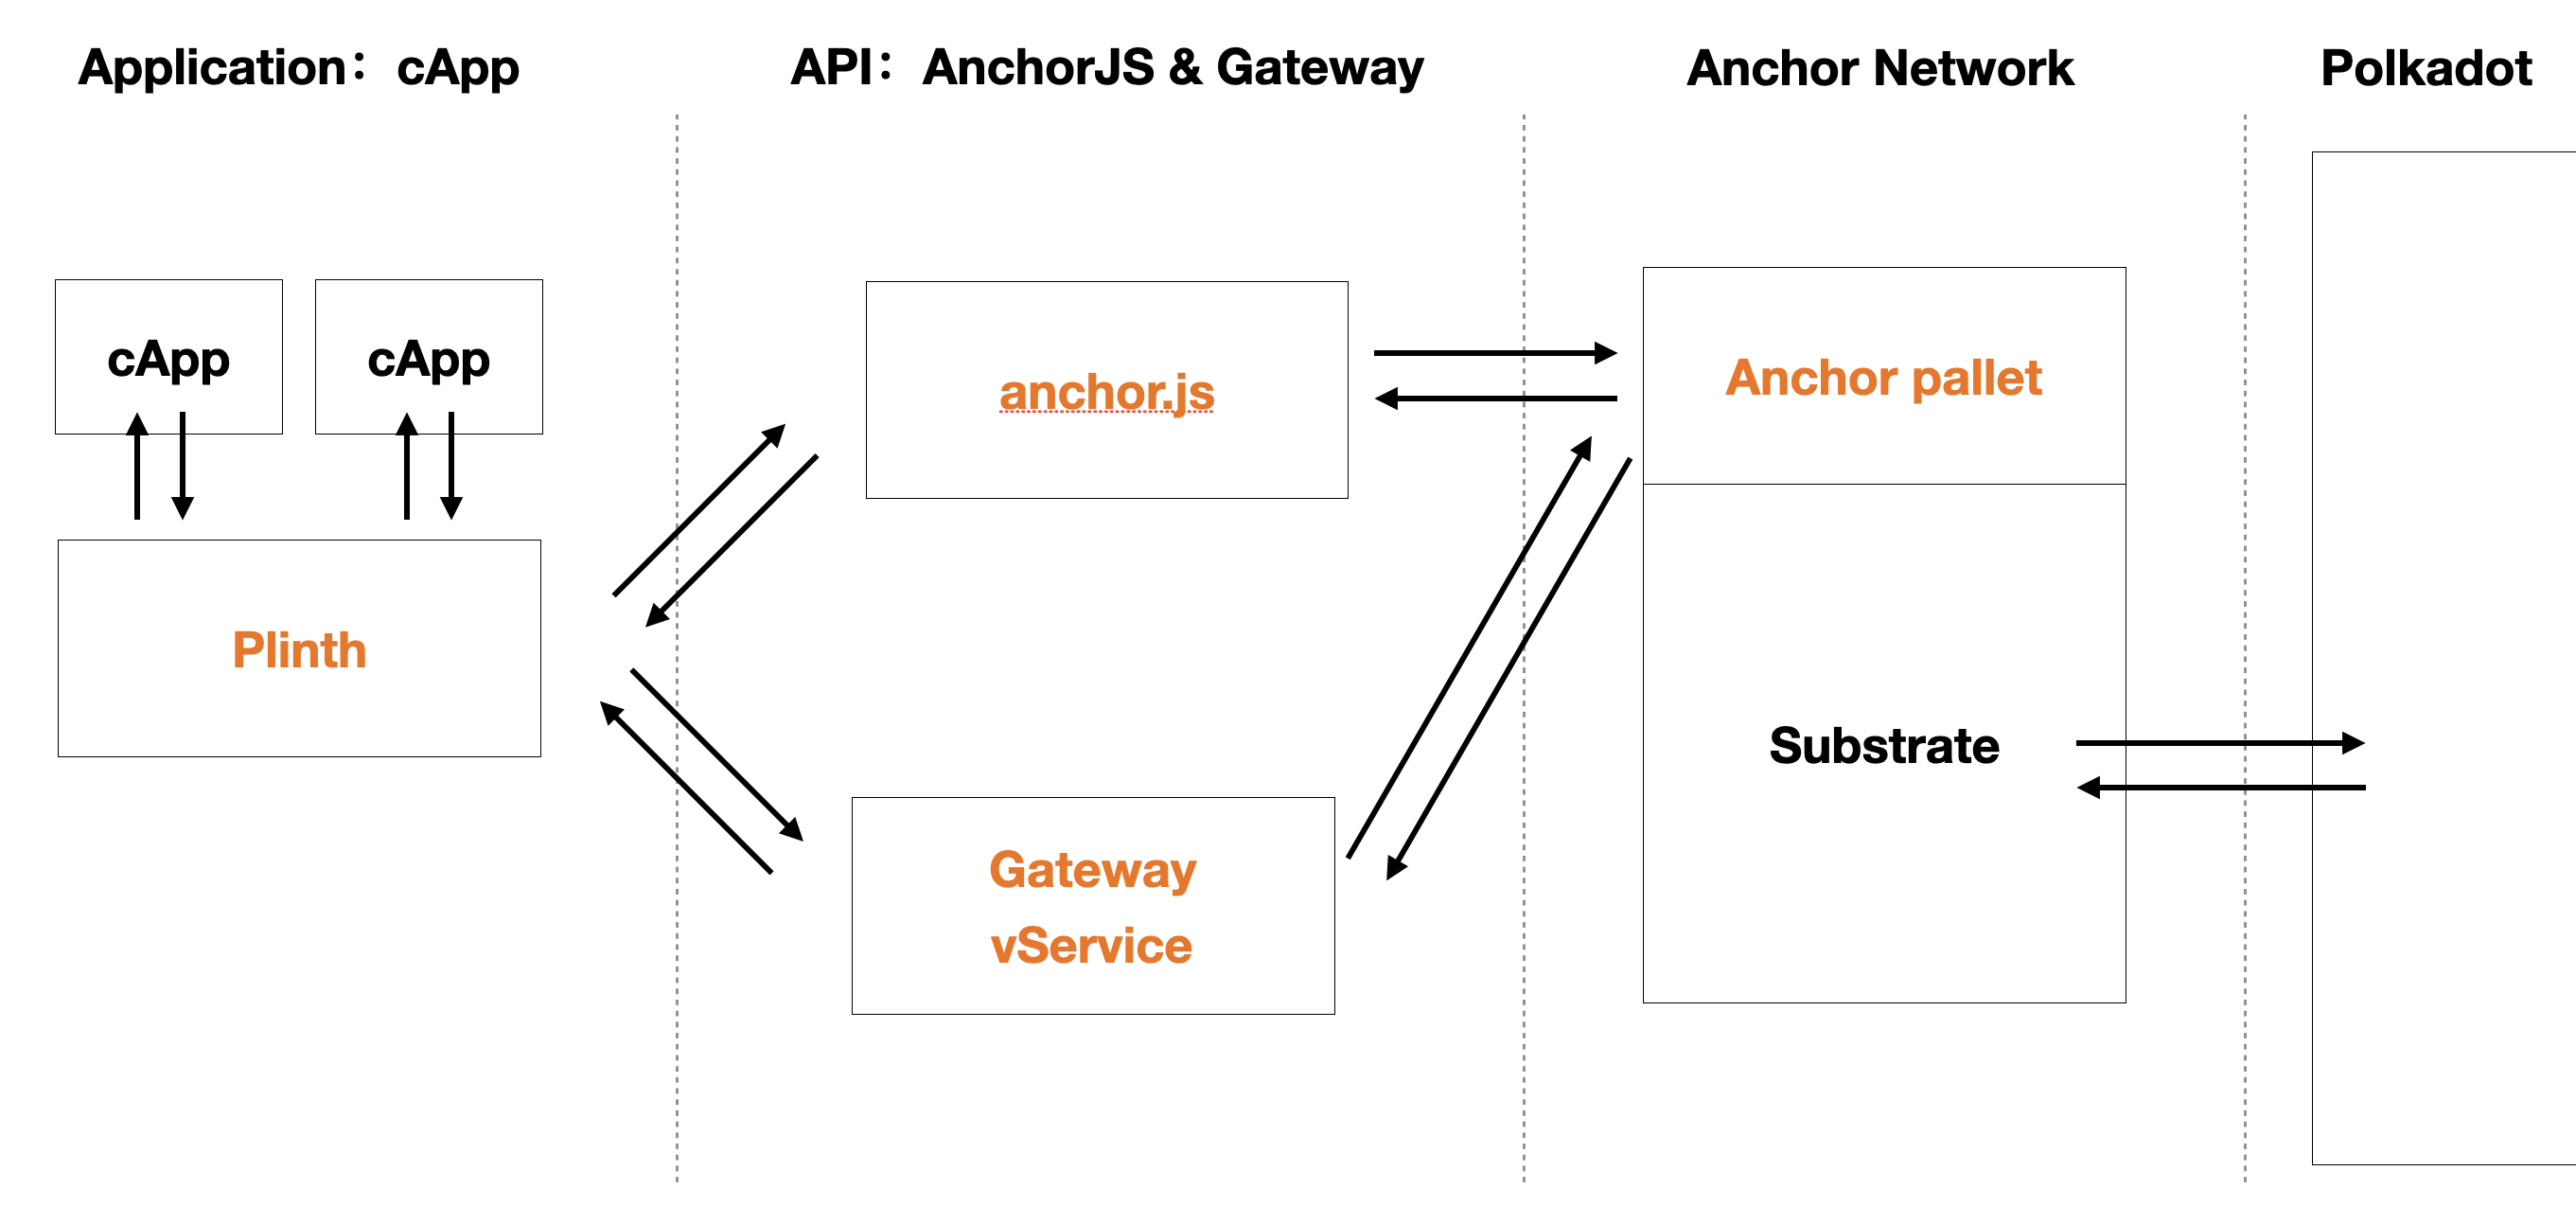 Application：cApp
API：AnchorJS & Gateway
Anchor Network
Polkadot
cApp
cApp
Plinth
anchor.js
Gateway
vService
Anchor pallet
Substrate